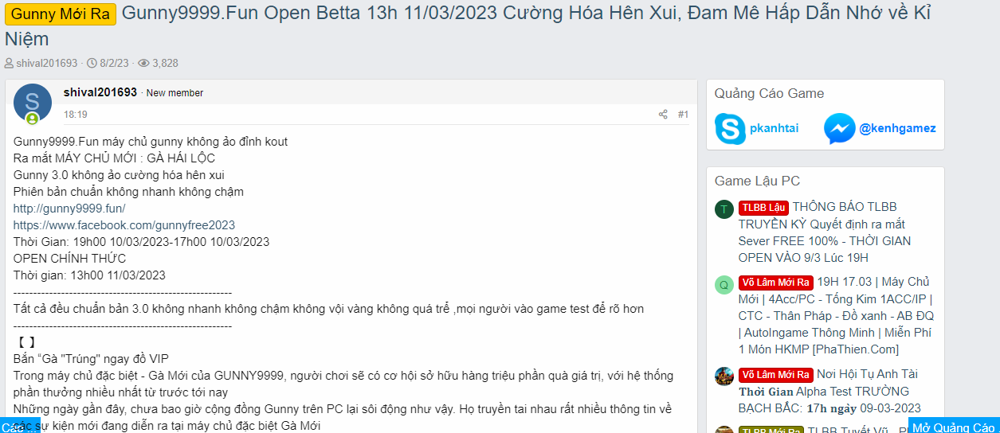 Gunny Mới Ra Gunny9999.Fun Open Betta 13h 11/03/2023 Cường Hóa Hên Xui, Đam Mê Hấp Dẫn Nhớ về Kỉ
Niệm
shival201693 · 8/2/23 · 3,828
S
shival201693 · New member
18:19 #1
Gunny9999.Fun máy chủ gunny không ảo đỉnh kout
Ra mắt MÁY CHỦ MỚI : GÀ HÁI LỘC
Gunny 3.0 không ảo cường hóa hên xui
Phiên bản chuẩn không nhanh không chậm
http://gunny9999.fun/
https://www.facebook.com/gunnyfree2023
Thời Gian: 19h00 10/03/2023-17h00 10/03/2023
OPEN CHÍNH THỨC
Thời gian: 13h00 11/03/2023
--------------------------------------------------
Tất cả đều chuẩn bản 3.0 không nhanh không chậm không vội vàng không quá trể ,mọi người vào game test để rõ hơn
--------------------------------------------------
【 】
Bắn “Gà "Trúng" ngay đồ VIP
Trong máy chủ đặc biệt - Gà Mới của GUNNY9999, người chơi sẽ có cơ hội sở hữu hàng triệu phần quà giá trị, với hệ thống
phần thưởng nhiều nhất từ trước tới nay
Những ngày gần đây, chưa bao giờ cộng đồng Gunny trên PC lại sôi động như vậy. Họ truyền tai nhau rất nhiều thông tin về
các sự kiện mới đang diễn ra tại máy chủ đặc biệt Gà Mới
Quảng Cáo Game
pkanhtai @kenhgamez
Game Lậu PC
T
TLBB Lậu THÔNG BÁO TLBB
TRUYỀN KỲ Quyết định ra mắt
Sever FREE 100% - THỜI GIAN
OPEN VÀO 9/3 Lúc 19H
Q
Võ Lâm Mới Ra 19H 17.03 | Máy Chủ
Mới | 4Acc/PC - Tống Kim 1ACC/IP |
CTC - Thân Pháp - Đồ xanh - AB ĐQ
| AutoIngame Thông Minh | Miễn Phí
1 Món HKMP [PhaThien.Com]
Võ Lâm Mới Ra Nơi Hội Tụ Anh Tài
Thời Gian Alpha Test TRƯỜNG
BẠCH BẮC: 17h ngày 09-03-2023
TLBB Mới Ra TLBB Tuyết Vũ
Mở Quảng Cáo